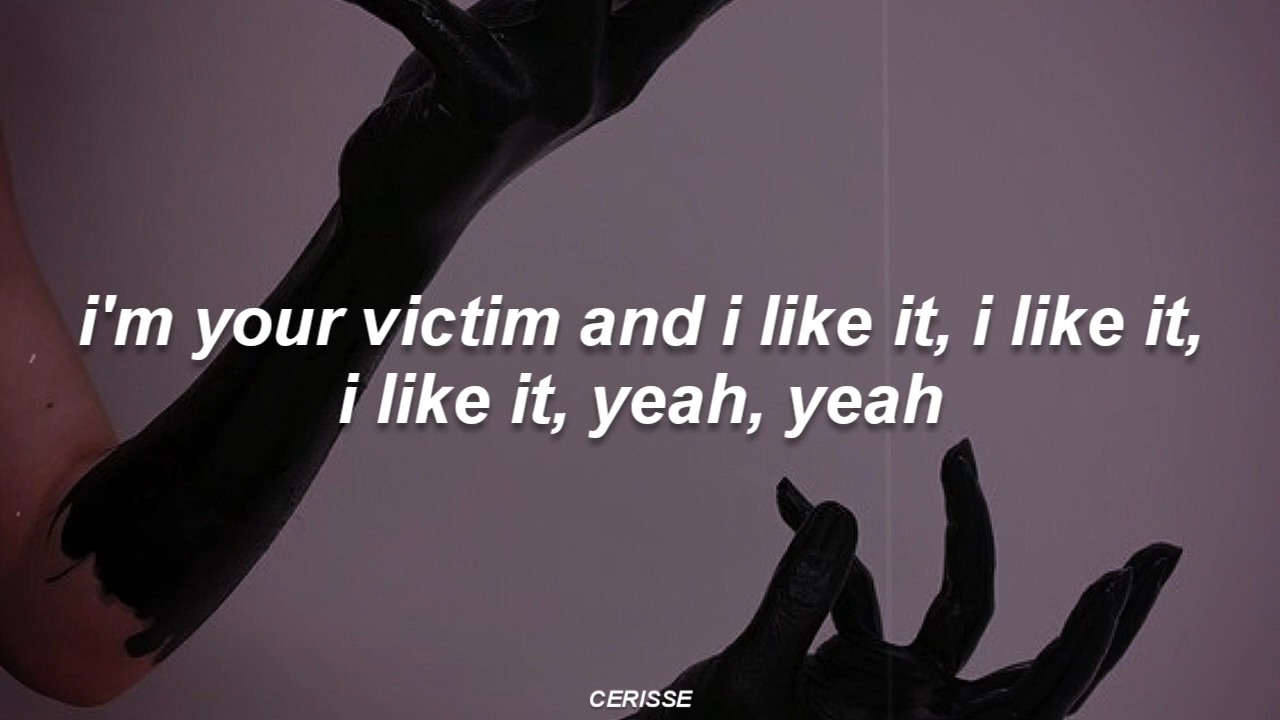 i'm your victim and i like it, i like it,
i like it, yeah, yeah
CERISSE